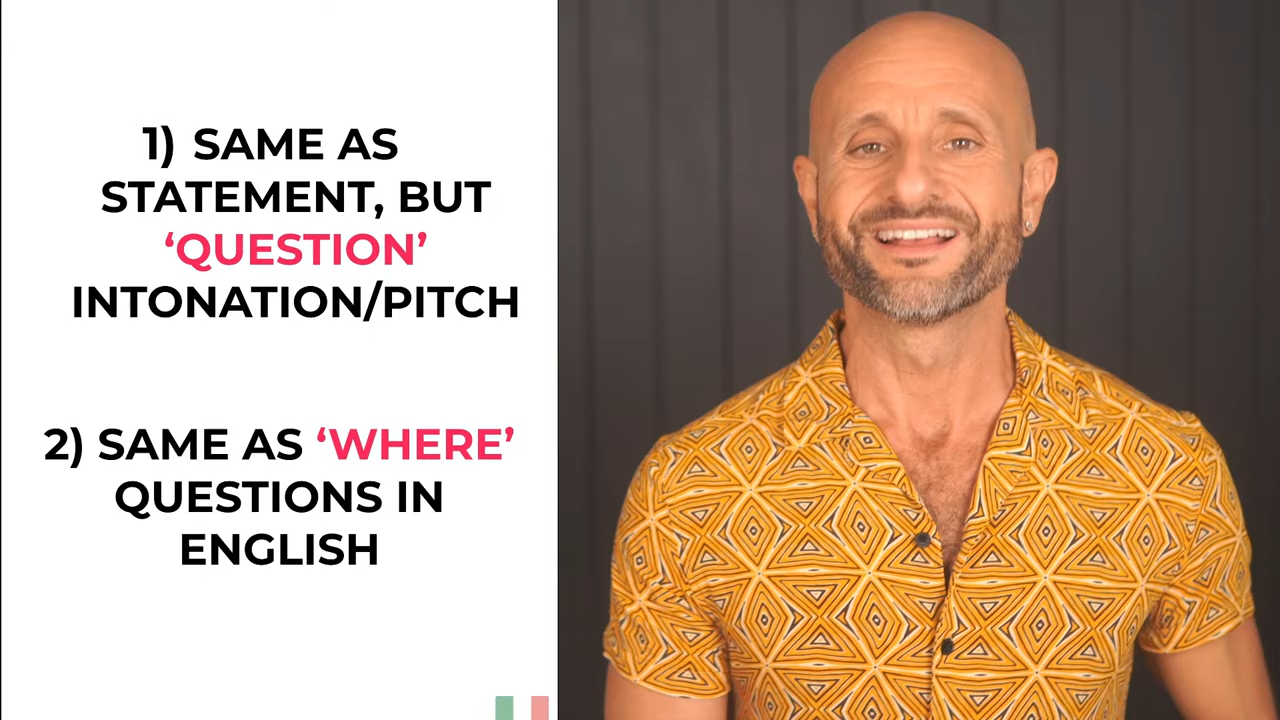 1) SAME AS
STATEMENT, BUT
‘QUESTION’
INTONATION/PITCH
2) SAME AS ‘WHERE’
QUESTIONS IN
ENGLISH